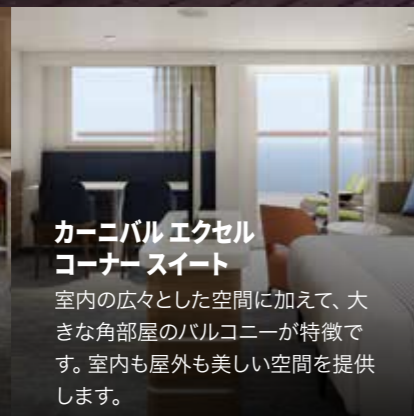 カーニバル エクセル
コーナー スイート
室内の広々とした空間に加えて、大
きな角部屋のバルコニーが特徴で
す。室内も屋外も美しい空間を提供
します。